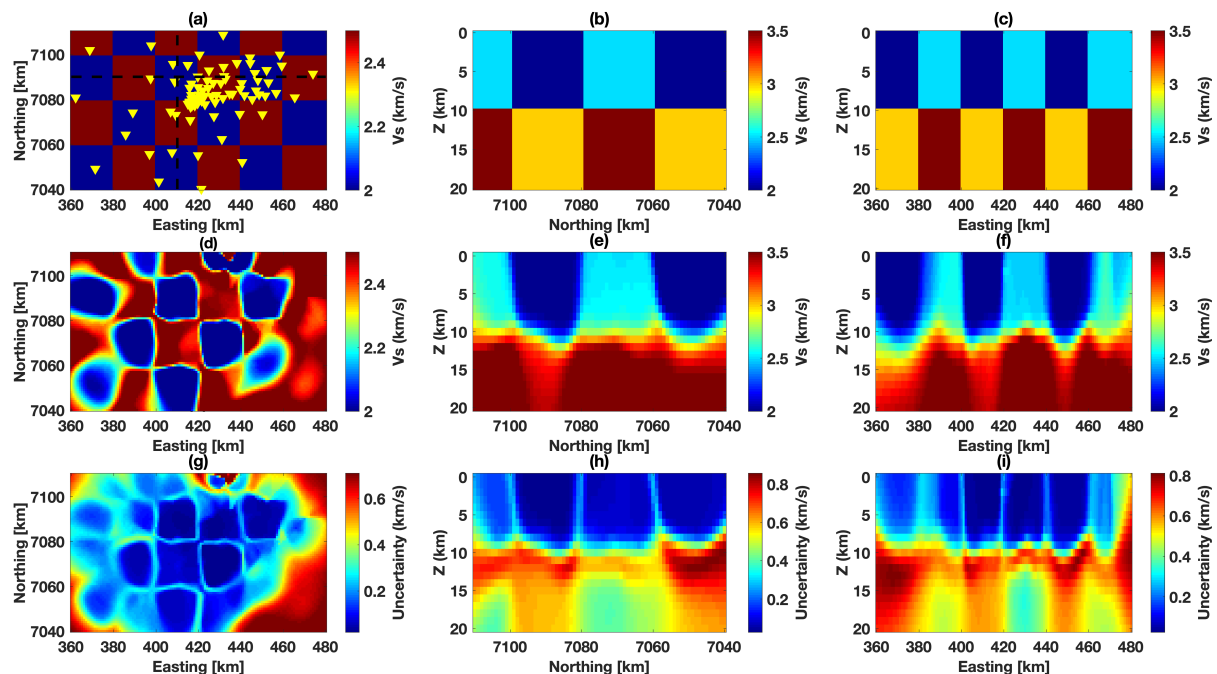 (a)
7100
7080
7060
7040
Northing [km]
360 380 400 420 440 460 480
Easting [km]
2.4
2.2
2
Vs (km/s)
(b)
0
5
10
15
20
Z (km)
7100 7080 7060 7040
Northing [km]
3.5
3
2.5
2
Vs (km/s)
(c)
0
5
10
15
20
Z (km)
360 380 400 420 440 460 480
Easting [km]
3.5
3
2.5
2
Vs (km/s)
(d)
7100
7080
7060
7040
Northing [km]
360 380 400 420 440 460 480
Easting [km]
2.4
2.2
2
Vs (km/s)
(e)
0
5
10
15
20
Z (km)
7100 7080 7060 7040
Northing [km]
3.5
3
2.5
2
Vs (km/s)
(f)
0
5
10
15
20
Z (km)
360 380 400 420 440 460 480
Easting [km]
3.5
3
2.5
2
Vs (km/s)
(g)
7100
7080
7060
7040
Northing [km]
360 380 400 420 440 460 480
Easting [km]
0.6
0.4
0.2
Uncertainty (km/s)
(h)
0
5
10
15
20
Z (km)
7100 7080 7060 7040
Northing [km]
0.8
0.6
0.4
0.2
Uncertainty (km/s)
(i)
0
5
10
15
20
Z (km)
360 380 400 420 440 460 480
Easting [km]
0.8
0.6
0.4
0.2
Uncertainty (km/s)